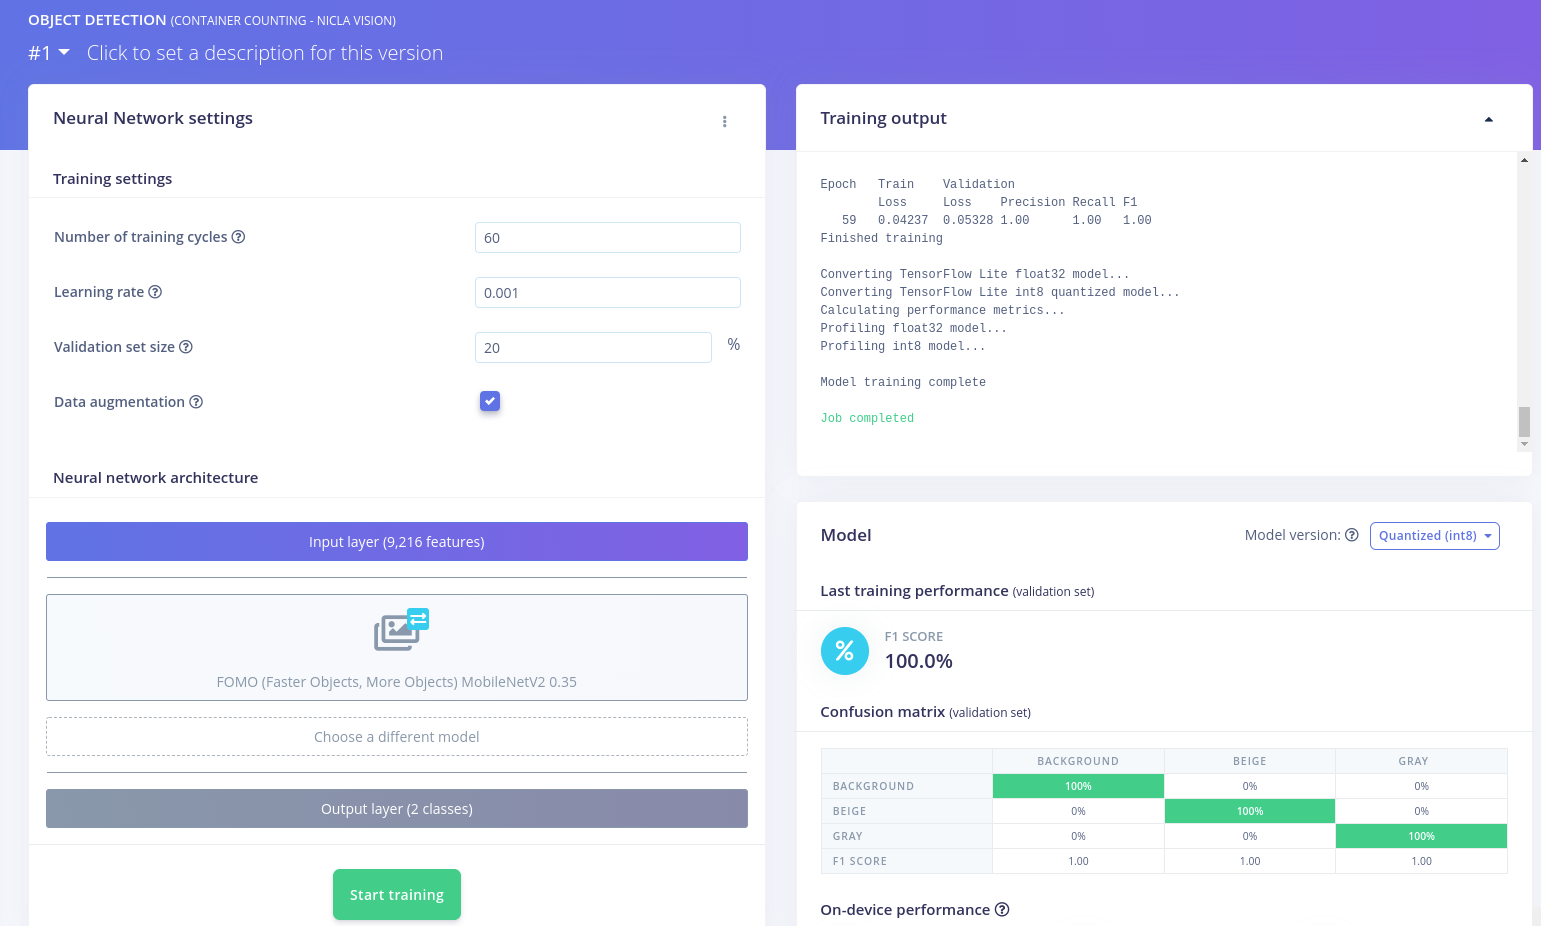 OBJECT DETECTION (CONTAINER COUNTING - NICLA VISION)
#1 Click to set a description for this version
Neural Network settings
Training settings
Number of training cycles
60
Learning rate
0.001
Validation set size
20
%
Data augmentation
Neural network architecture
Input layer (9,216 features)
FOMO (Faster Objects, More Objects) MobileNetV2 0.35
Choose a different model
Output layer (2 classes)
Start training
Training output
Epoch Train Validation
Loss Loss Precision Recall F1
59 0.04237 0.05328 1.00 1.00 1.00
Finished training
Converting TensorFlow Lite float32 model...
Converting TensorFlow Lite int8 quantized model...
Calculating performance metrics...
Profiling float32 model...
Profiling int8 model...
Model training complete
Job completed
Model
Model version: Quantized (int8)
Last training performance (validation set)
%
F1 SCORE
100.0%
Confusion matrix (validation set)
BACKGROUND BEIGE GRAY
BACKGROUND 100% 0% 0%
BEIGE 0% 100% 0%
GRAY 0% 0% 100%
F1 SCORE 1.00 1.00 1.00
On-device performance